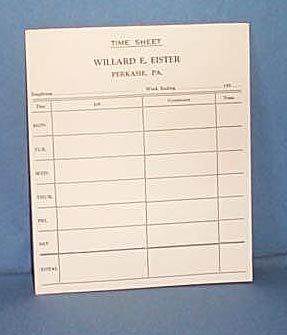 TIME SHEET
WILLARD E. EISTER
PERKASIE, PA.
Employee
Week Ending 195
Day Job Comments Time
MON.
TUE.
WED.
THUR.
FRI.
SAT.
TOTAL